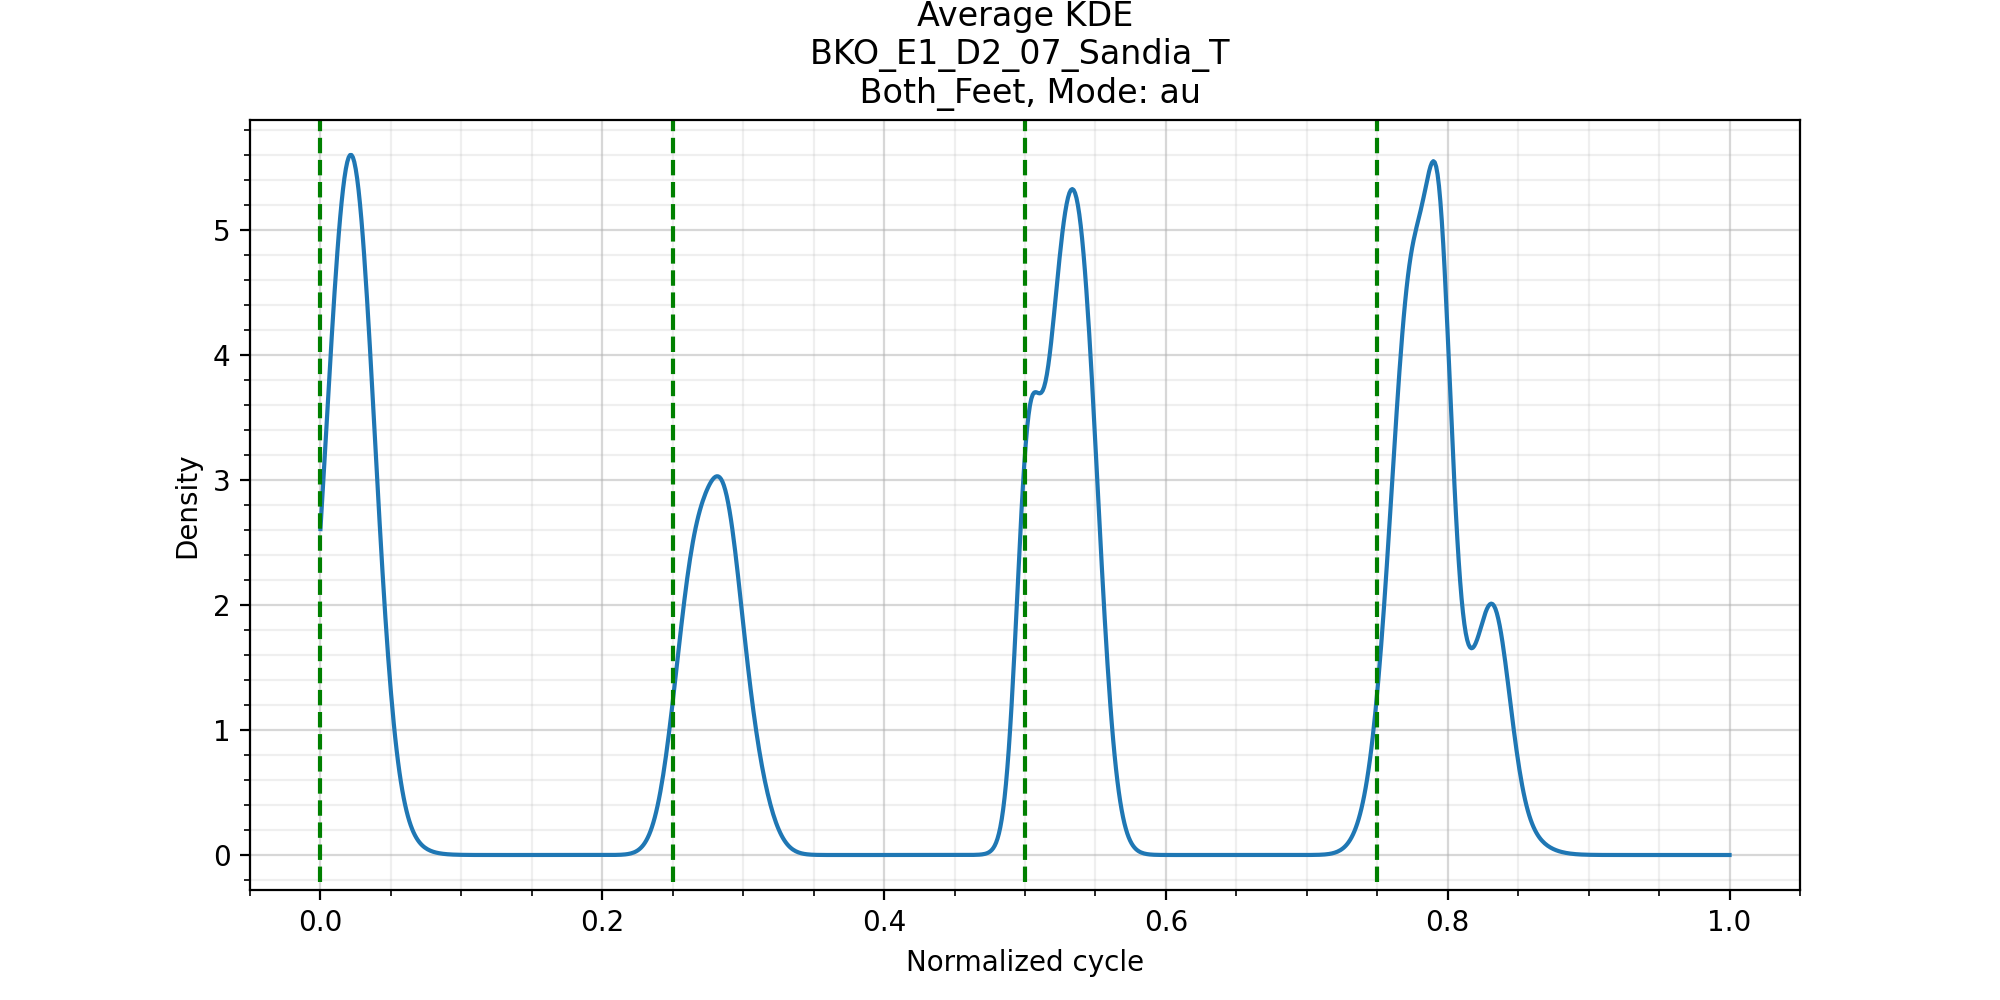 Average KDE
BKO_E1_D2_07_Sandia_T
Both_Feet, Mode: au
5
4
3
2
1
0
Density
0.0 0.2 0.4 0.6 0.8 1.0
Normalized cycle